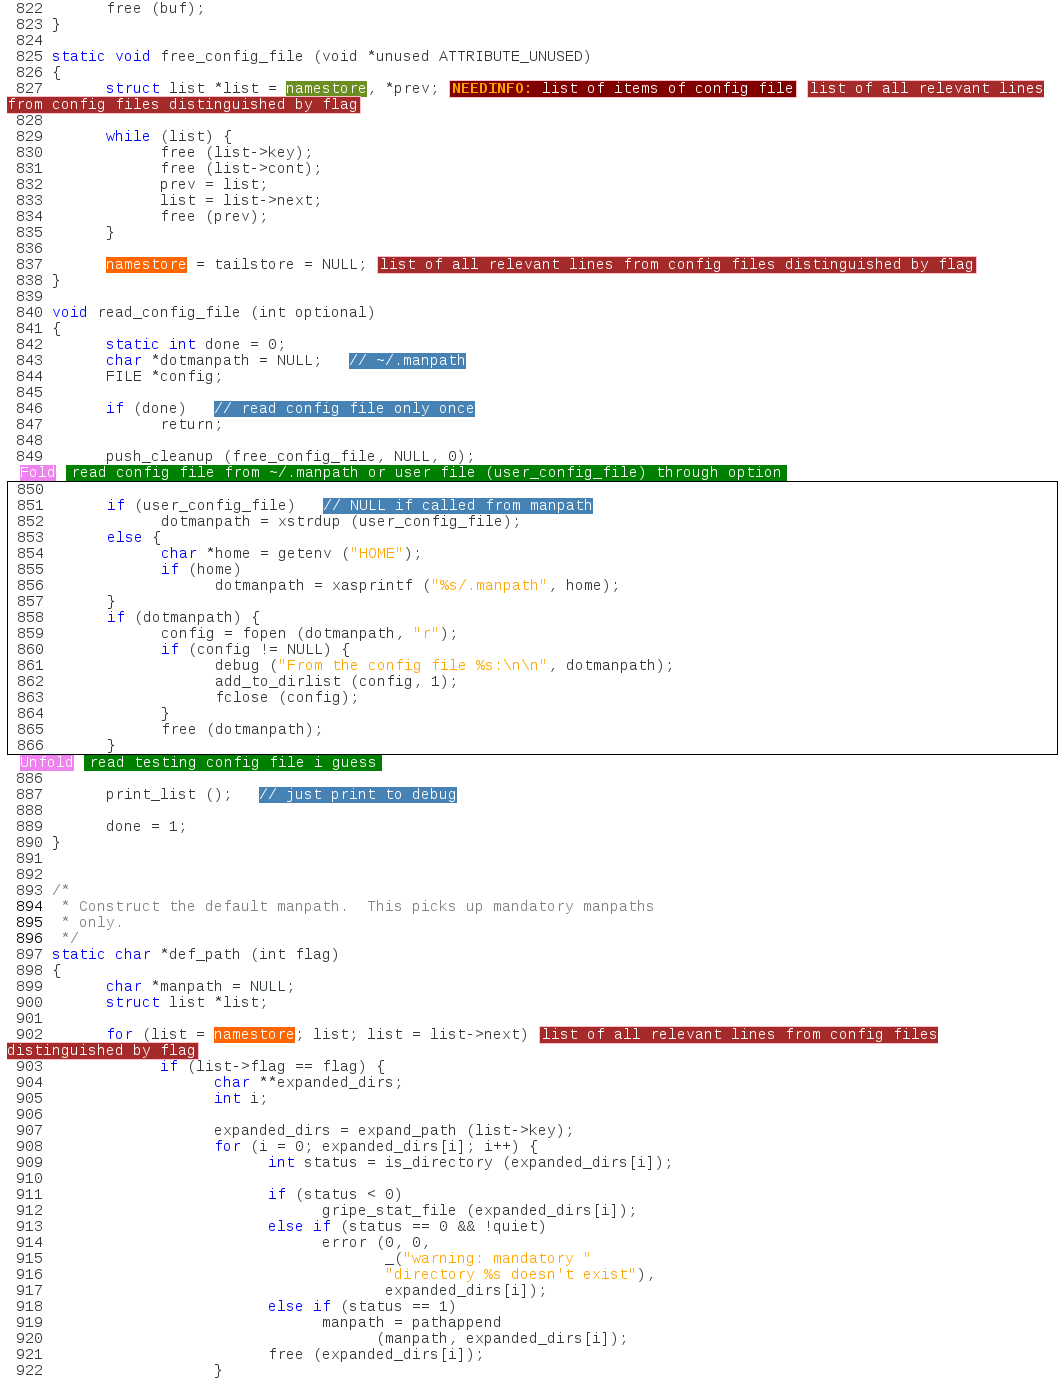 822       free (buf);
823 }
824
825 static void free_config_file (void *unused ATTRIBUTE_UNUSED)
826 {
827       struct list *list = namestore, *prev; NEEDINFO: list of items of config file list of all relevant lines
from config files distinguished by flag
828
829       while (list) {
830             free (list->key);
831             free (list->cont);
832             prev = list;
833             list = list->next;
834             free (prev);
835       }
836
837       namestore = tailstore = NULL; list of all relevant lines from config files distinguished by flag
838 }
839
840 void read_config_file (int optional)
841 {
842       static int done = 0;
843       char *dotmanpath = NULL;   // ~/.manpath
844       FILE *config;
845
846       if (done)   // read config file only once
847             return;
848
849       push_cleanup (free_config_file, NULL, 0);
Fold read config file from ~/.manpath or user file (user_config_file) through option
850
851       if (user_config_file)   // NULL if called from manpath
852             dotmanpath = xstrdup (user_config_file);
853       else {
854             char *home = getenv ("HOME");
855             if (home)
856                   dotmanpath = xasprintf ("%s/.manpath", home);
857       }
858       if (dotmanpath) {
859             config = fopen (dotmanpath, "r");
860             if (config != NULL) {
861                   debug ("From the config file %s:\n\n", dotmanpath);
862                   add_to_dirlist (config, 1);
863                   fclose (config);
864             }
865             free (dotmanpath);
866       }
Unfold read testing config file i guess
886
887       print_list ();   // just print to debug
888
889       done = 1;
890 }
891
892
893 /*
894  * Construct the default manpath.  This picks up mandatory manpaths
895  * only.
896  */
897 static char *def_path (int flag)
898 {
899       char *manpath = NULL;
900       struct list *list;
901
902       for (list = namestore; list; list = list->next) list of all relevant lines from config files
distinguished by flag
903             if (list->flag == flag) {
904                   char **expanded_dirs;
905                   int i;
906
907                   expanded_dirs = expand_path (list->key);
908                   for (i = 0; expanded_dirs[i]; i++) {
909                         int status = is_directory (expanded_dirs[i]);
910
911                         if (status < 0)
912                               gripe_stat_file (expanded_dirs[i]);
913                         else if (status == 0 && !quiet)
914                               error (0, 0,
915                                      _("warning: mandatory "
916                                      "directory %s doesn't exist"),
917                                      expanded_dirs[i]);
918                         else if (status == 1)
919                               manpath = pathappend
920                                     (manpath, expanded_dirs[i]);
921                         free (expanded_dirs[i]);
922                   }